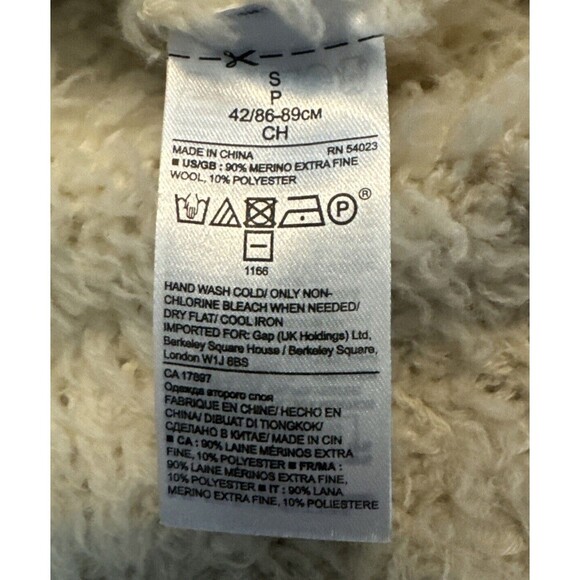 S
P
42/86-89CM
CH
MADE IN CHINA RN 54023
■ US/GB : 90% MERINO EXTRA FINE
WOOL, 10% POLYESTER
P ®
1166
HAND WASH COLD/ ONLY NON-
CHLORINE BLEACH WHEN NEEDED/
DRY FLAT/ COOL IRON
IMPORTED FOR: Gap (UK Holdings) Ltd,
Berkeley Square House / Berkeley Square,
London W1J 6BS
CA 17897
Одежда второго слоя
FABRIQUÉ EN CHINE/ HECHO EN
CHINA/ DIBUAT DI TIONGKOK/
СДЕЛАНО В КИТАЕ/ MADE IN CIN
■ CA : 90% LAINE MÉRINOS EXTRA
FINE, 10% POLYESTER ■ FR/MA :
90% LAINE MÉRINOS EXTRA FINE,
10% POLYESTER ■ IT : 90% LANA
MERINO EXTRA FINE, 10% POLIESTERE